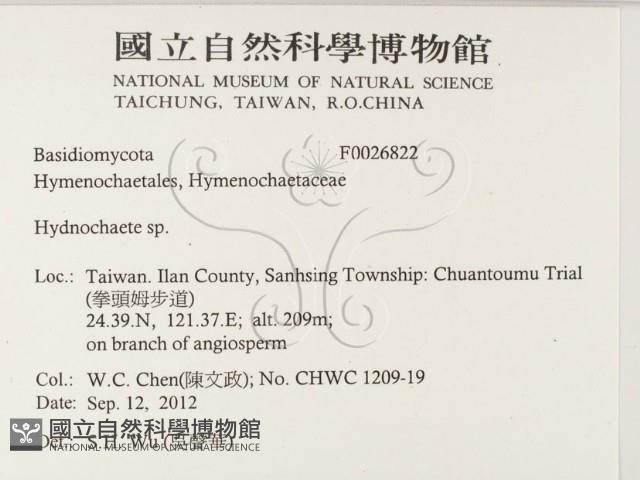 國立自然科學博物館
NATIONAL MUSEUM OF NATURAL SCIENCE
TAICHUNG, TAIWAN, R.O.CHINA
Basidiomycota F0026822
Hymenochaetales, Hymenochaetaceae
Hydnochaete sp.
Loc.: Taiwan. Ilan County, Sanhsing Township: Chuantoumu Trial
(拳頭姆步道)
24.39.N, 121.37.E; alt. 209m;
on branch of angiosperm
Col.: W.C. Chen(陳文政); No. CHWC 1209-19
Date: Sep. 12, 2012
Det.: S.H. Wu
國立自然科學博物館
NATIONAL MUSEUM OF NATURAL SCIENCE